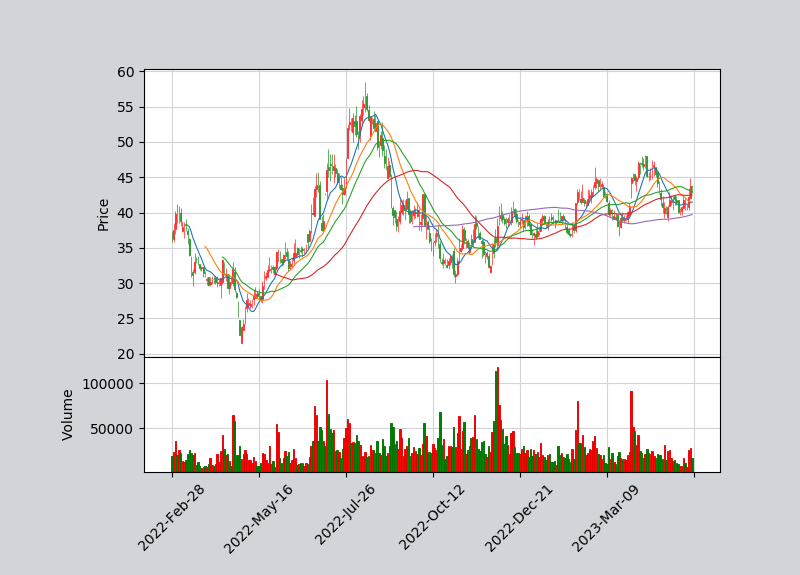 60
55
50
45
40
35
30
25
20
Price
100000
50000
Volume
2022-Feb-28
2022-May-16
2022-Jul-26
2022-Oct-12
2022-Dec-21
2023-Mar-09